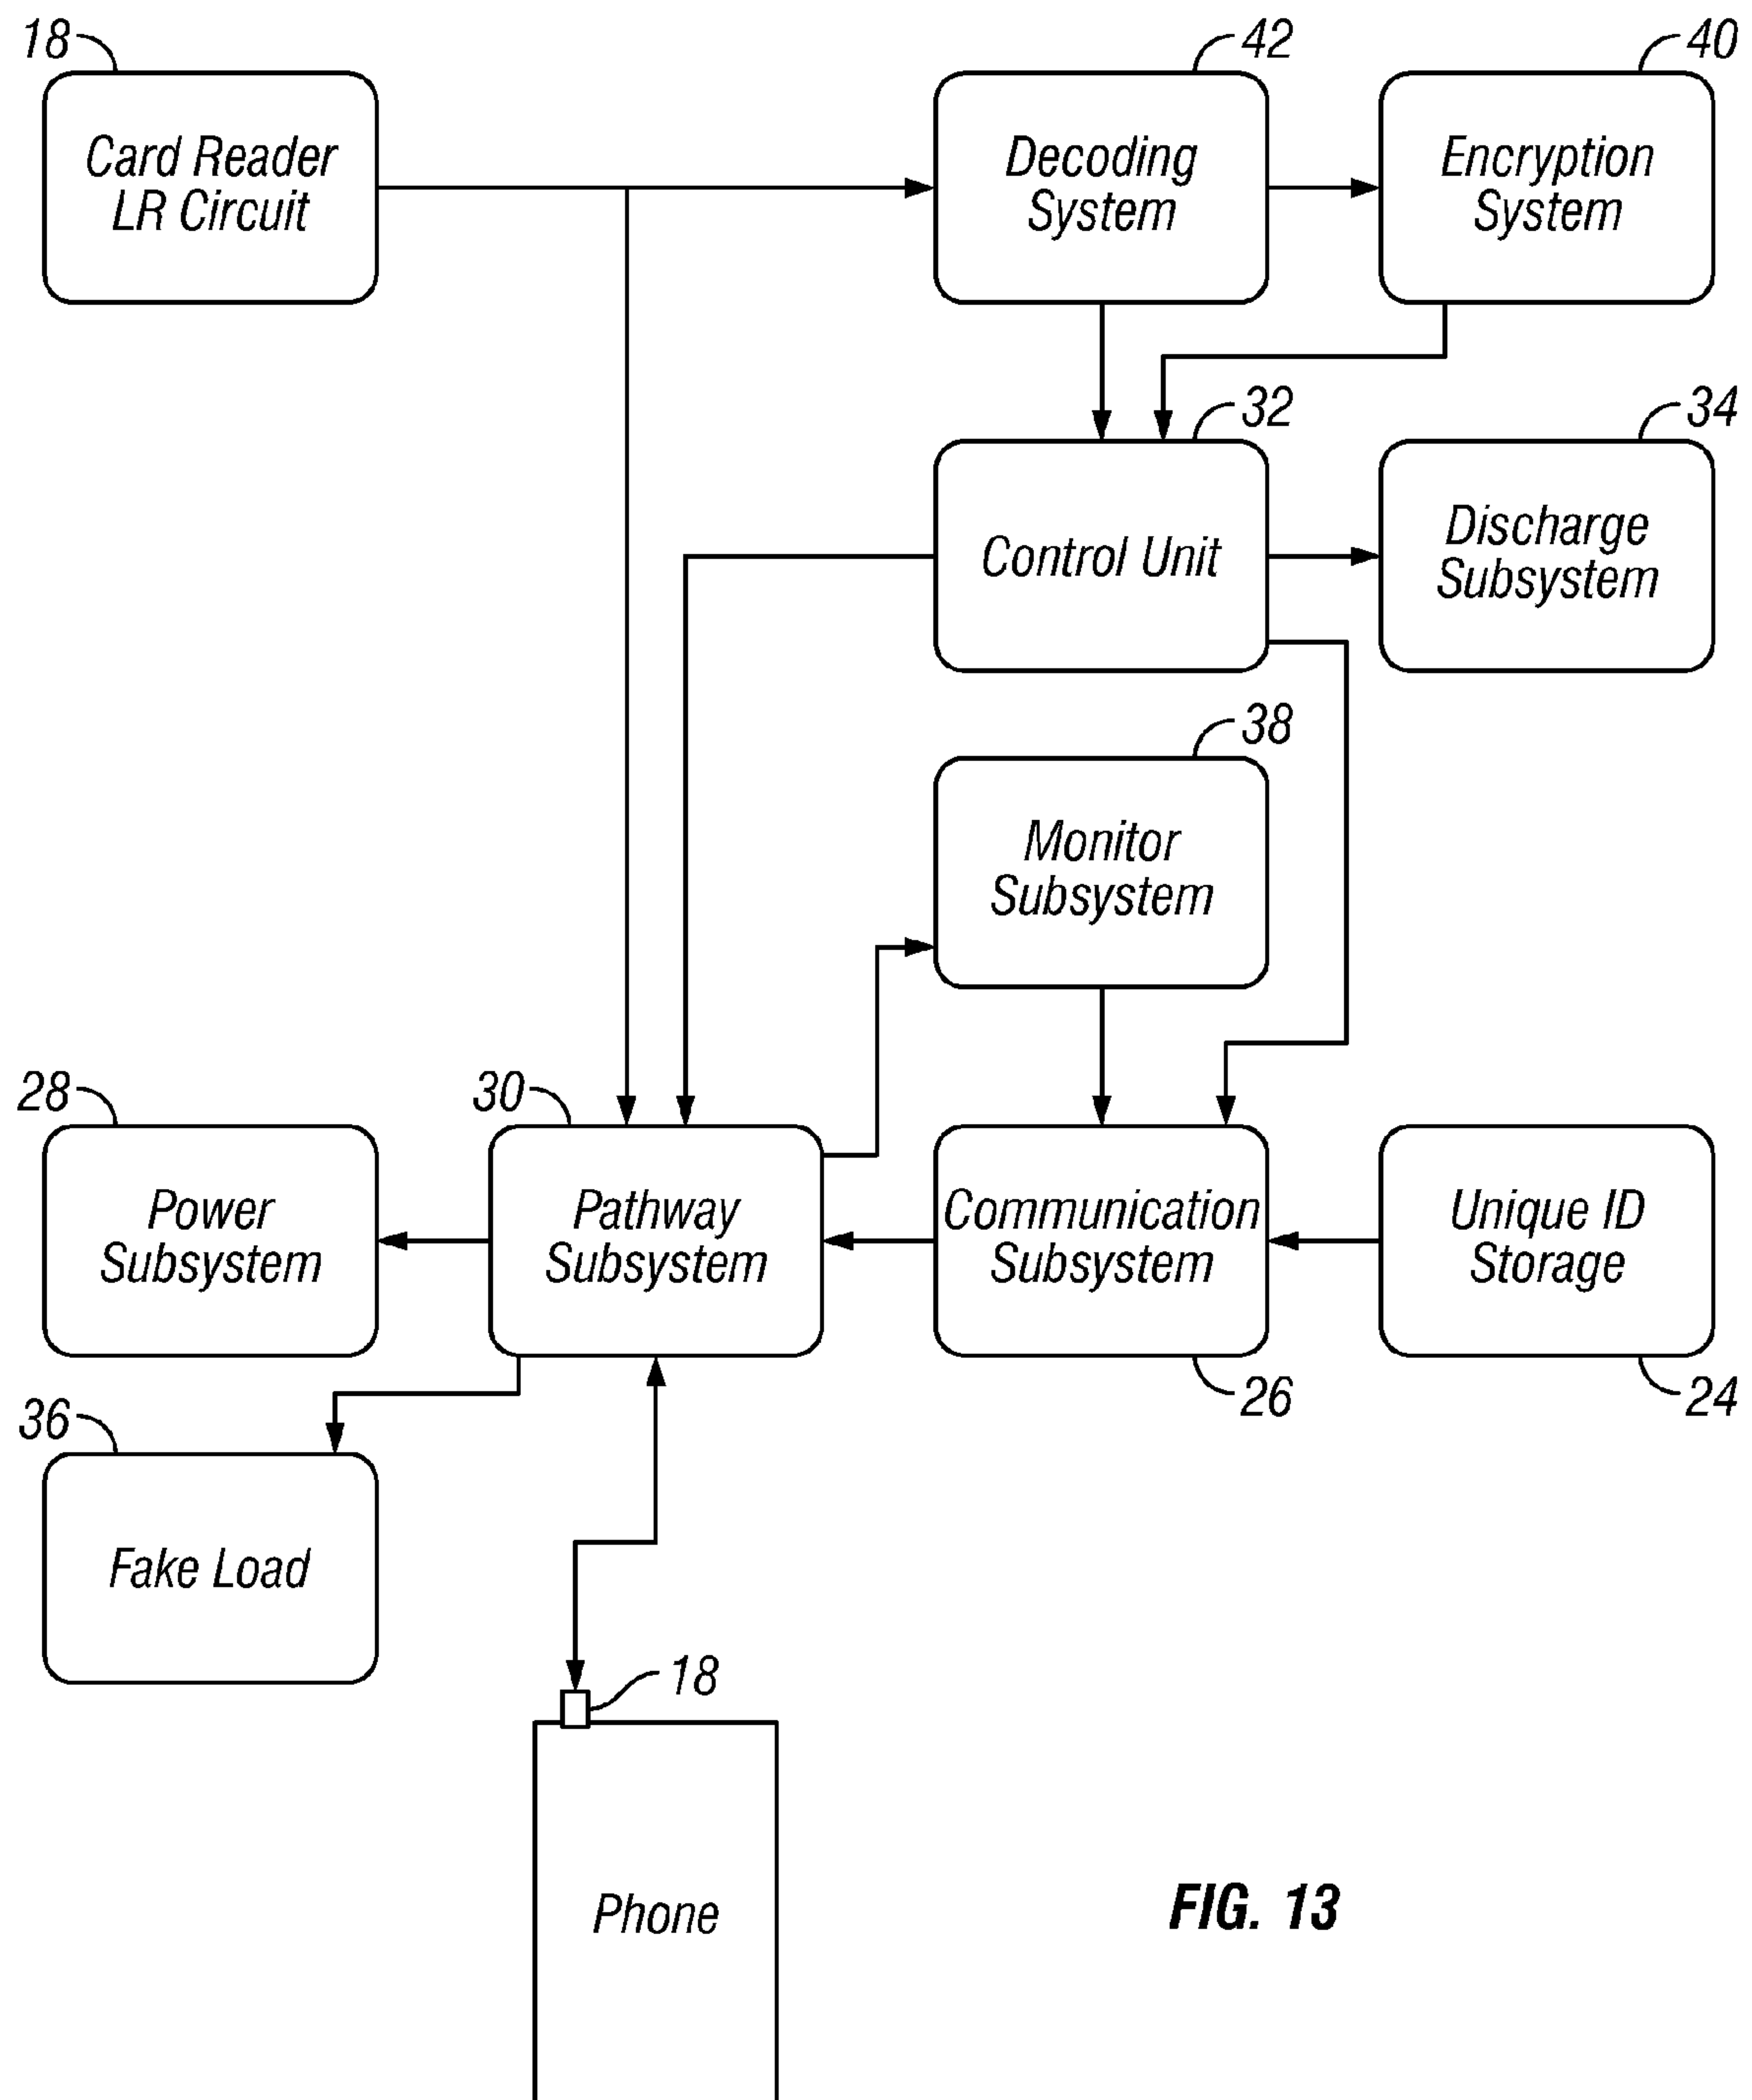 18
42
40
Card Reader
LR Circuit
Decoding
System
Encryption
System
32
34
Control Unit
Discharge
Subsystem
38
Monitor
Subsystem
28
30
Power
Subsystem
Pathway
Subsystem
Communication
Subsystem
Unique ID
Storage
26
24
36
Fake Load
18
Phone
FIG. 13